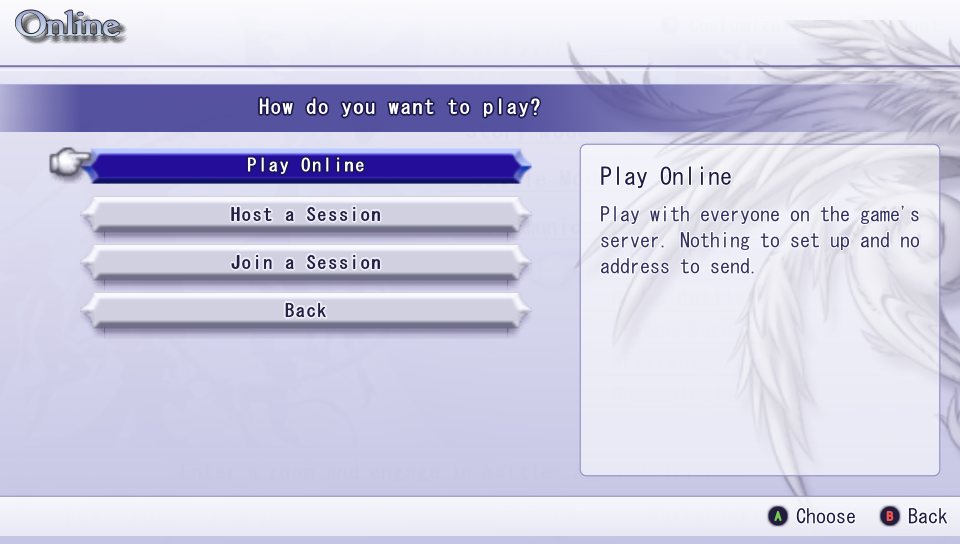 Online
How do you want to play?
Play Online
Host a Session
Join a Session
Back
Play Online
Play with everyone on the game's
server. Nothing to set up and no
address to send.
A Choose B Back